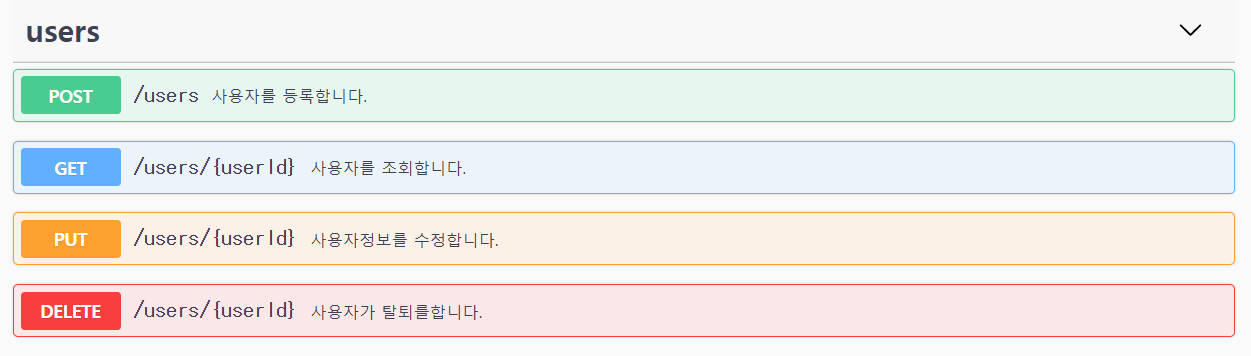 users
POST /users 사용자를 등록합니다.
GET /users/{userId} 사용자를 조회합니다.
PUT /users/{userId} 사용자정보를 수정합니다.
DELETE /users/{userId} 사용자가 탈퇴를합니다.